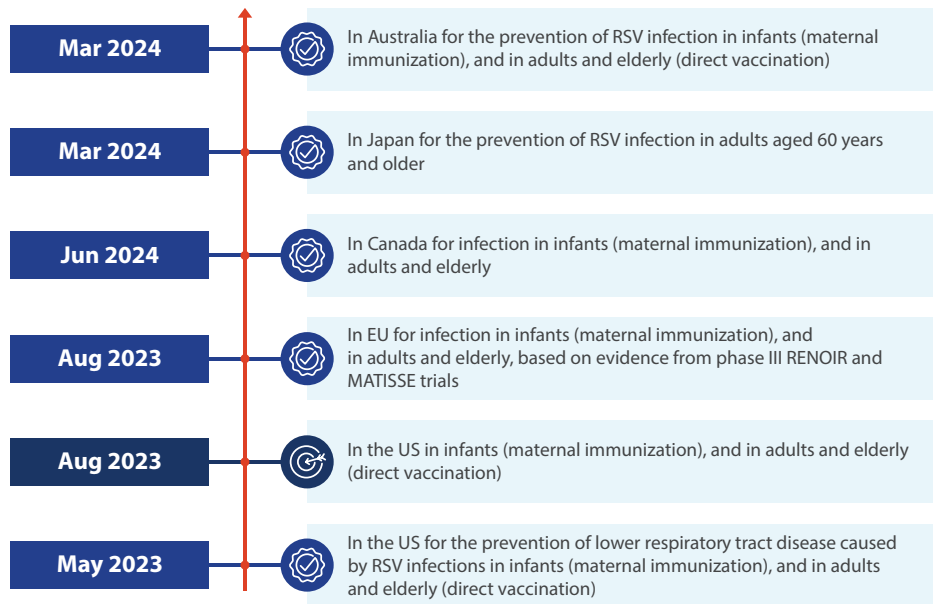 Mar 2024
In Australia for the prevention of RSV infection in infants (maternal
immunization), and in adults and elderly (direct vaccination)
Mar 2024
In Japan for the prevention of RSV infection in adults aged 60 years
and older
Jun 2024
In Canada for infection in infants (maternal immunization), and in
adults and elderly
Aug 2023
In EU for infection in infants (maternal immunization), and
in adults and elderly, based on evidence from phase III RENOIR and
MATISSE trials
Aug 2023
In the US in infants (maternal immunization), and in adults and elderly
(direct vaccination)
May 2023
In the US for the prevention of lower respiratory tract disease caused
by RSV infections in infants (maternal immunization), and in adults
and elderly (direct vaccination)